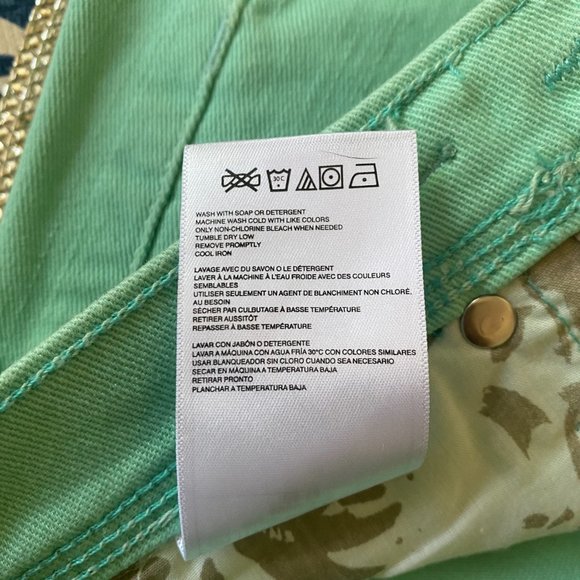 30 C
WASH WITH SOAP OR DETERGENT
MACHINE WASH COLD WITH LIKE COLORS
ONLY NON-CHLORINE BLEACH WHEN NEEDED
TUMBLE DRY LOW
REMOVE PROMPTLY
COOL IRON
LAVAGE AVEC DU SAVON O LE DÉTERGENT
LAVER À LA MACHINE À L'EAU FROIDE AVEC DES COULEURS
SEMBLABLES
UTILISER SEULEMENT UN AGENT DE BLANCHIMENT NON CHLORÉ,
AU BESOIN
SÉCHER PAR CULBUTAGE À BASSE TEMPÉRATURE
RETIRER AUSSITÔT
REPASSER À BASSE TEMPÉRATURE
LAVAR CON JABÓN O DETERGENTE
LAVAR A MÁQUINA CON AGUA FRÍA 30°C CON COLORES SIMILARES
USAR BLANQUEADOR SIN CLORO CUANDO SEA NECESARIO
SECAR EN MÁQUINA A TEMPERATURA BAJA
RETIRAR PRONTO
PLANCHAR A TEMPERATURA BAJA